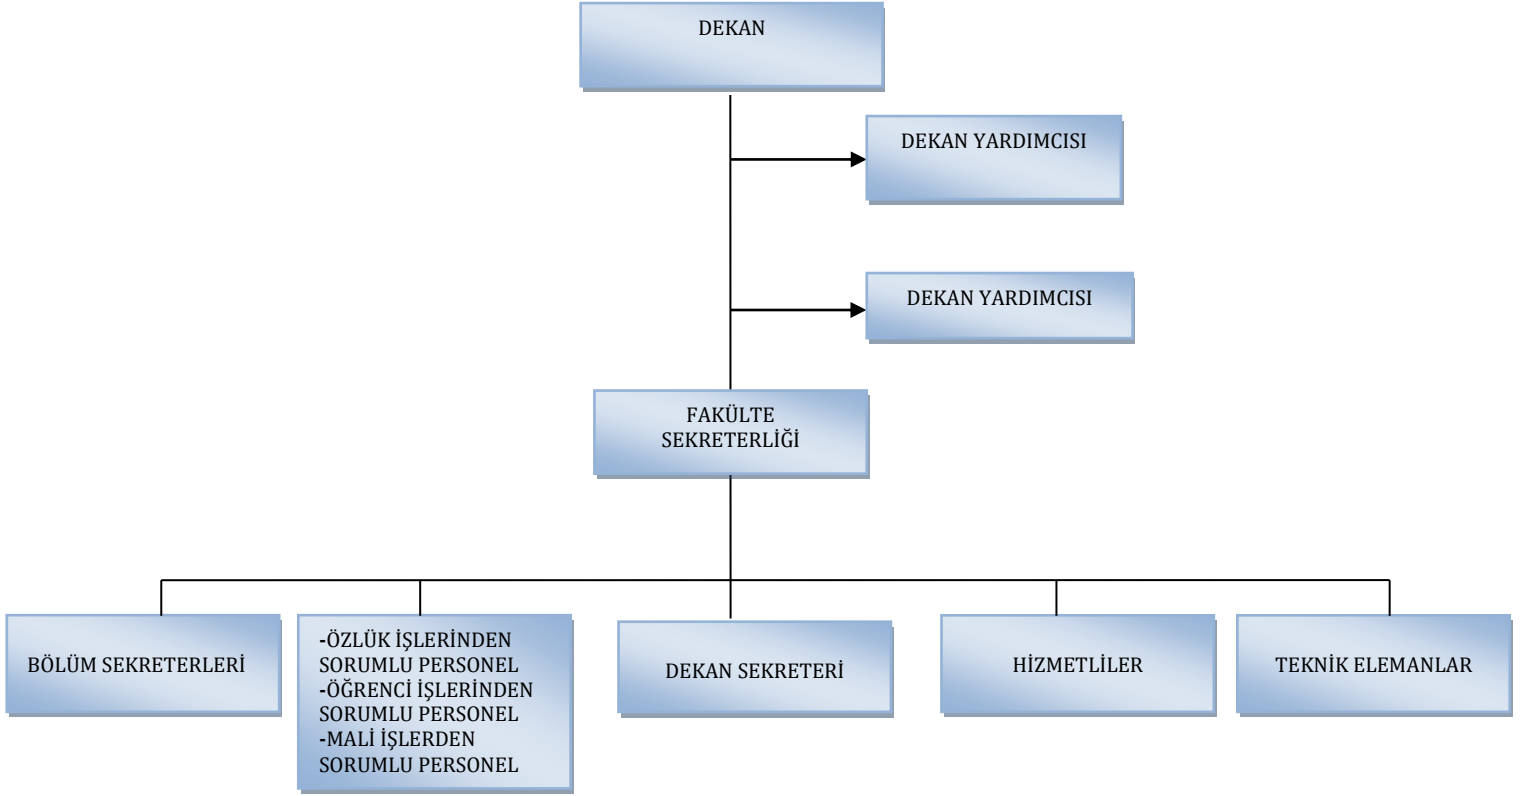 DEKAN
DEKAN YARDIMCISI
DEKAN YARDIMCISI
FAKÜLTE
SEKRETERLİĞİ
BÖLÜM SEKRETERLERİ
-ÖZLÜK İŞLERİNDEN
SORUMLU PERSONEL
-ÖĞRENCİ İŞLERİNDEN
SORUMLU PERSONEL
-MALİ İŞLERDEN
SORUMLU PERSONEL
DEKAN SEKRETERİ
HİZMETLİLER
TEKNİK ELEMANLAR